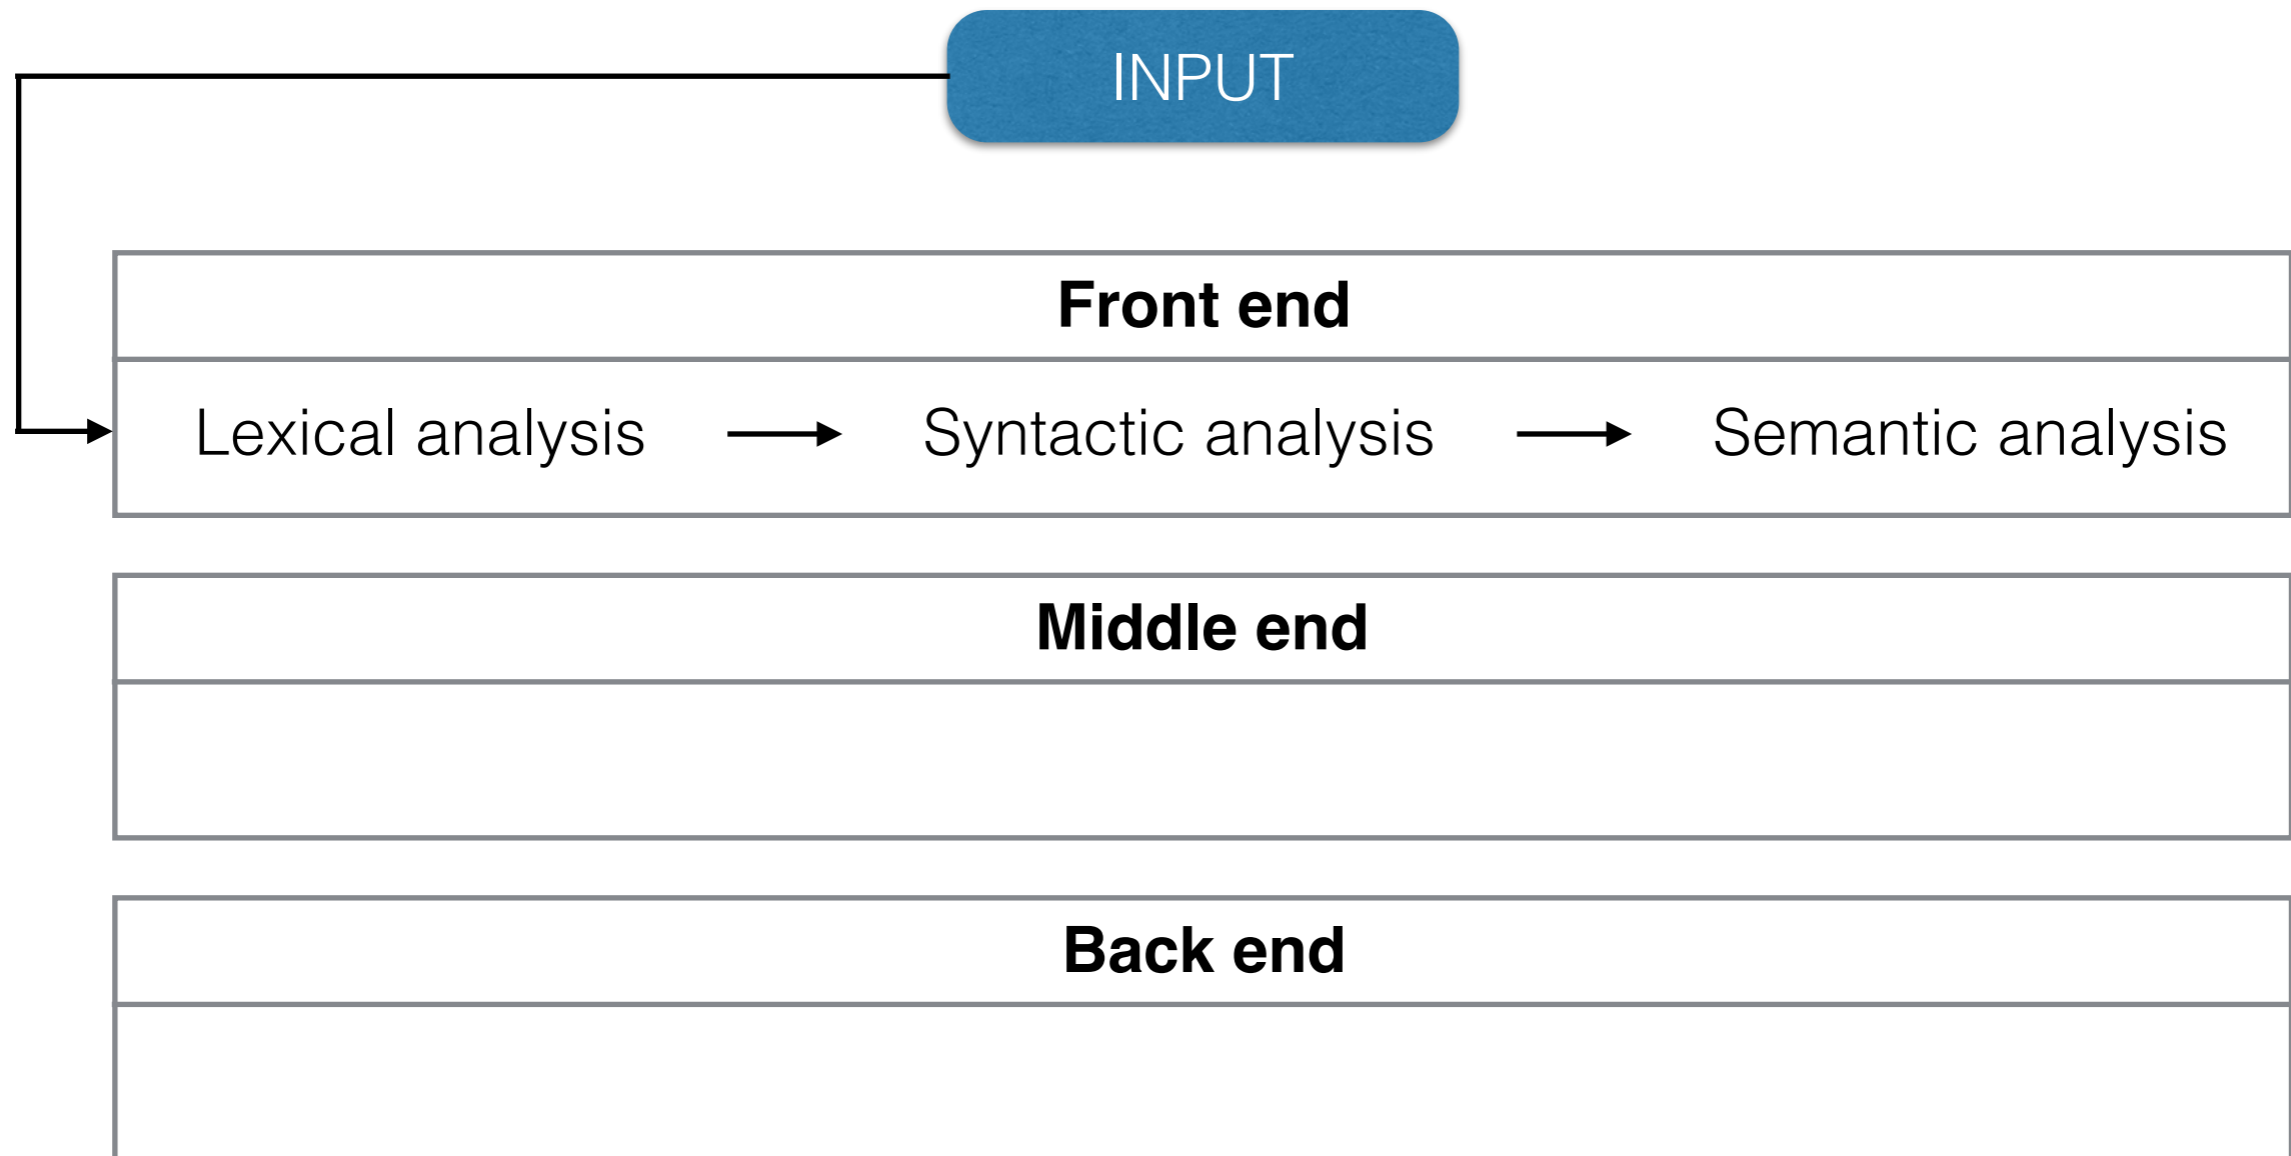 INPUT
Front end
Lexical analysis Syntactic analysis Semantic analysis
Middle end
Back end